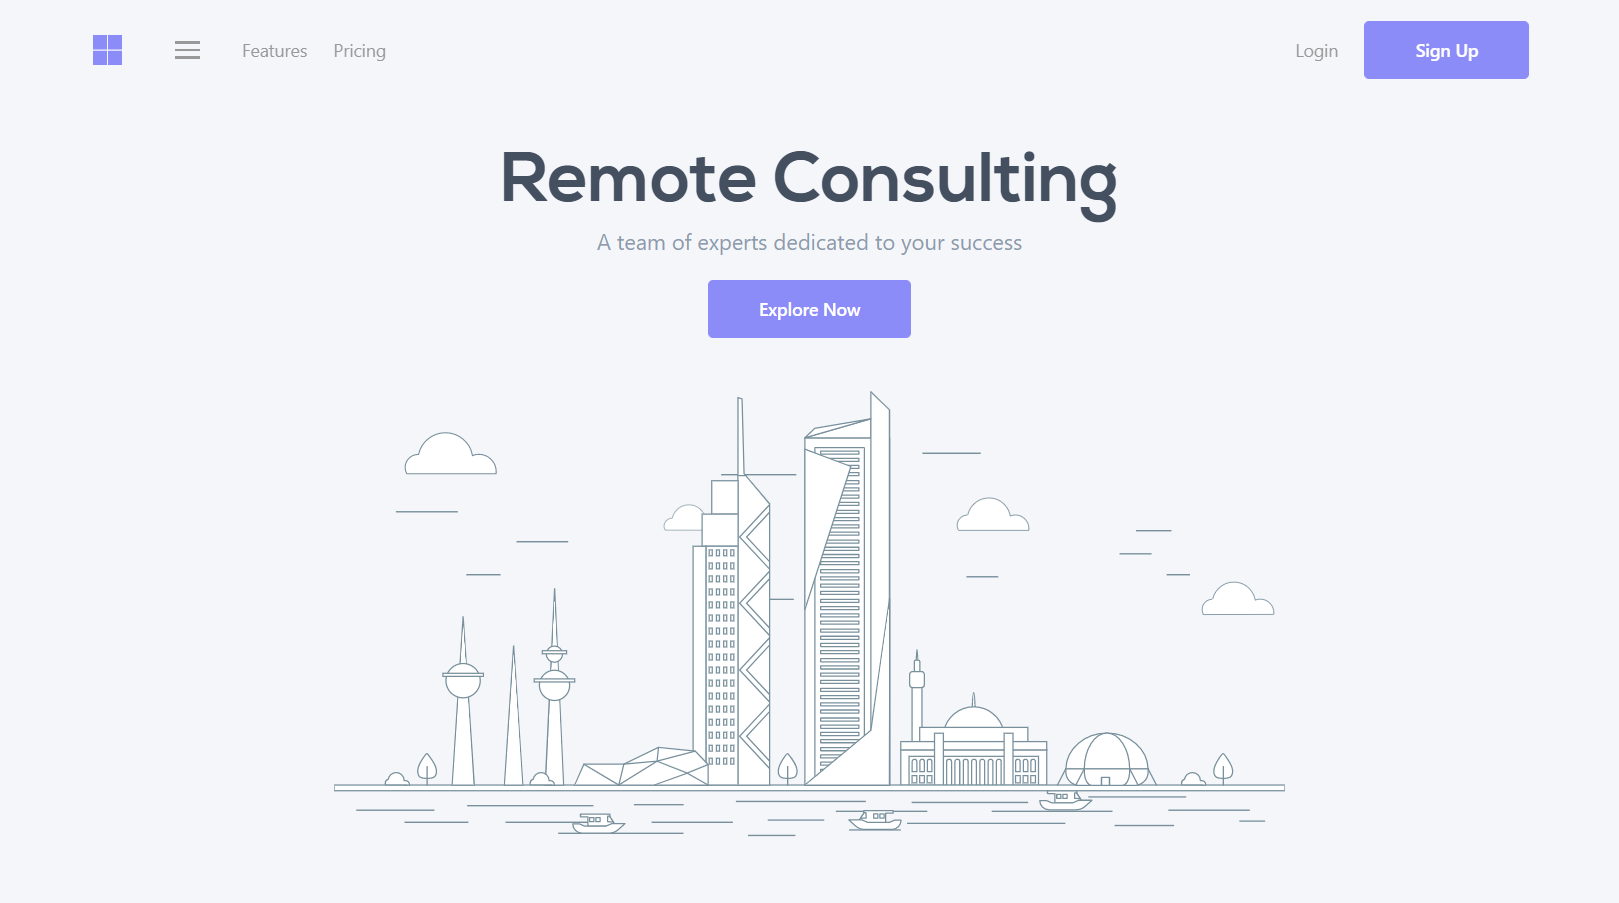 Features
Pricing
Login
Sign Up
Remote Consulting
A team of experts dedicated to your success
Explore Now